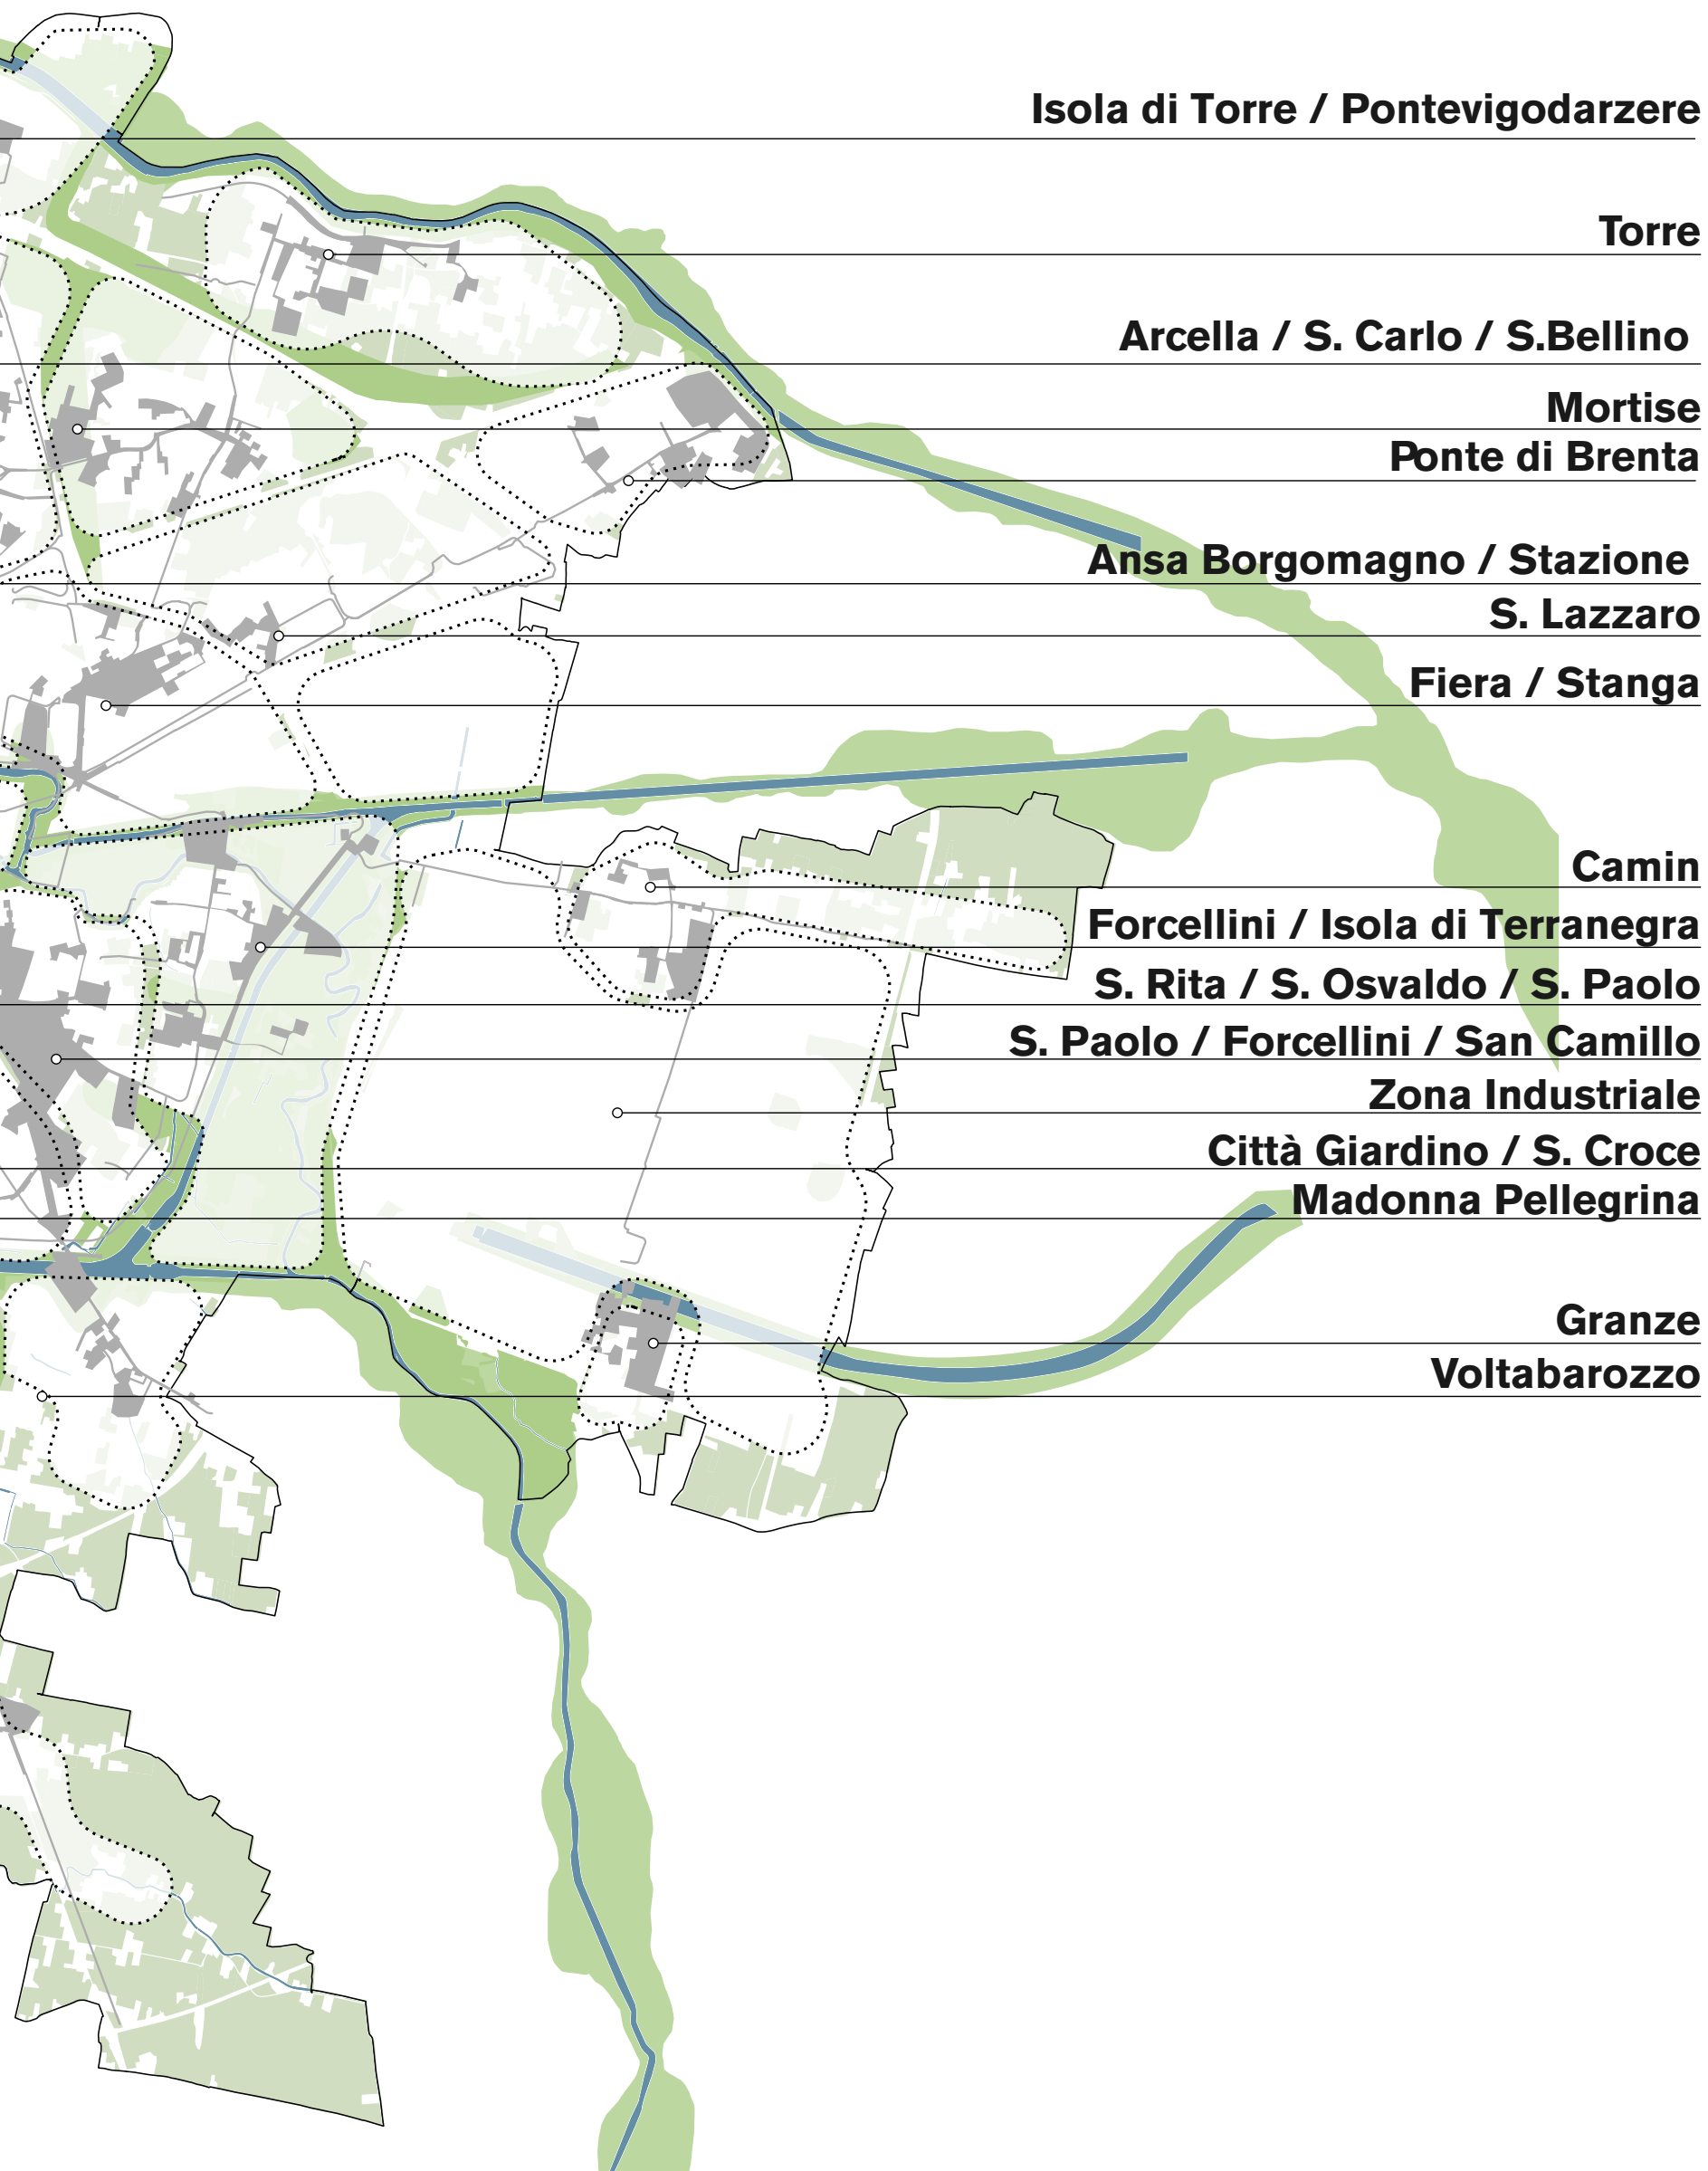 Isola di Torre / Pontevigodarzere
Torre
Arcella / S. Carlo / S.Bellino
Mortise
Ponte di Brenta
Ansa Borgomagno / Stazione
S. Lazzaro
Fiera / Stanga
Camin
Forcellini / Isola di Terranegra
S. Rita / S. Osvaldo / S. Paolo
S. Paolo / Forcellini / San Camillo
Zona Industriale
Città Giardino / S. Croce
Madonna Pellegrina
Granze
Voltabarozzo